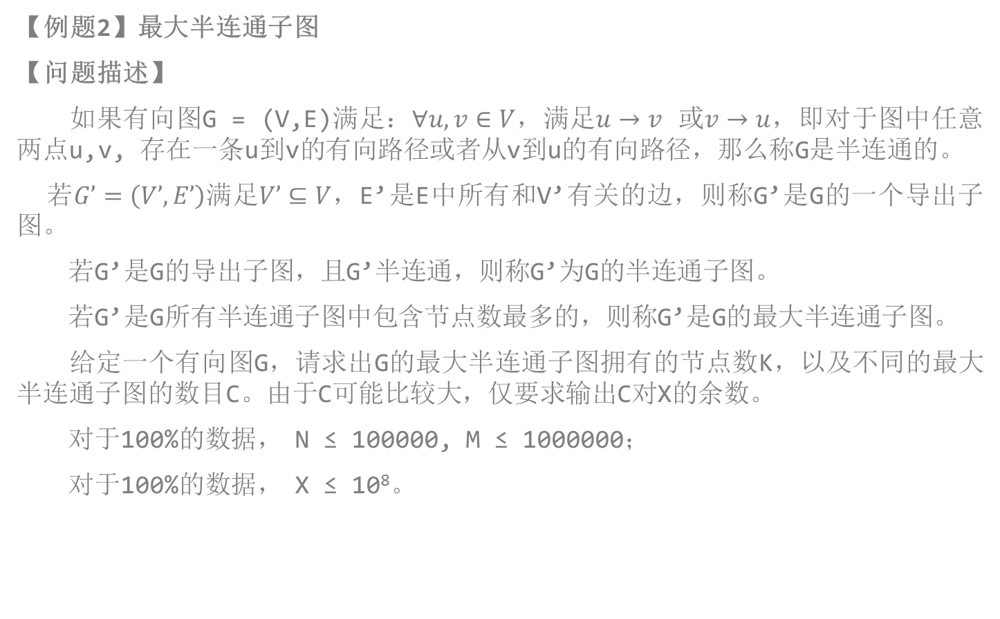 【例题2】最大半连通子图
【问题描述】
如果有向图G = (V,E)满足：∀u,v ∈ V，满足u → v 或v → u，即对于图中任意
两点u,v, 存在一条u到v的有向路径或者从v到u的有向路径，那么称G是半连通的。
若G’ = (V’,E’)满足V’ ⊆ V，E’是E中所有和V’有关的边，则称G’是G的一个导出子
图。
若G’是G的导出子图，且G’半连通，则称G’为G的半连通子图。
若G’是G所有半连通子图中包含节点数最多的，则称G’是G的最大半连通子图。
给定一个有向图G，请求出G的最大半连通子图拥有的节点数K，以及不同的最大
半连通子图的数目C。由于C可能比较大，仅要求输出C对X的余数。
对于100%的数据， N ≤ 100000, M ≤ 1000000；
对于100%的数据， X ≤ 10⁸。